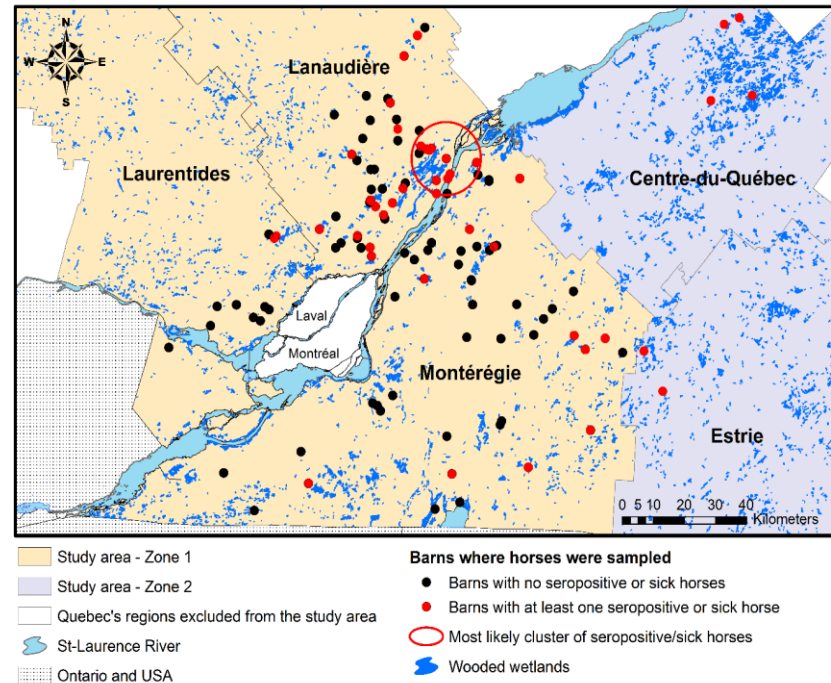 N
W E
S
Lanaudière
Laurentides
Centre-du-Québec
Laval
Montréal
Montérégie
Estrie
0 5 10 20 30 40
Kilometers
Study area - Zone 1
Study area - Zone 2
Quebec's regions excluded from the study area
St-Laurence River
Ontario and USA
Barns where horses were sampled
Barns with no seropositive or sick horses
Barns with at least one seropositive or sick horse
Most likely cluster of seropositive/sick horses
Wooded wetlands